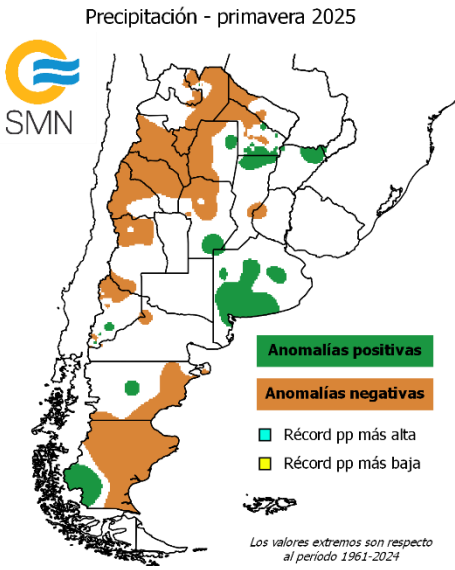 Precipitación - primavera 2025
SMN
Anomalías positivas
Anomalías negativas
Récord pp más alta
Récord pp más baja
Los valores extremos son respecto
al período 1961-2024